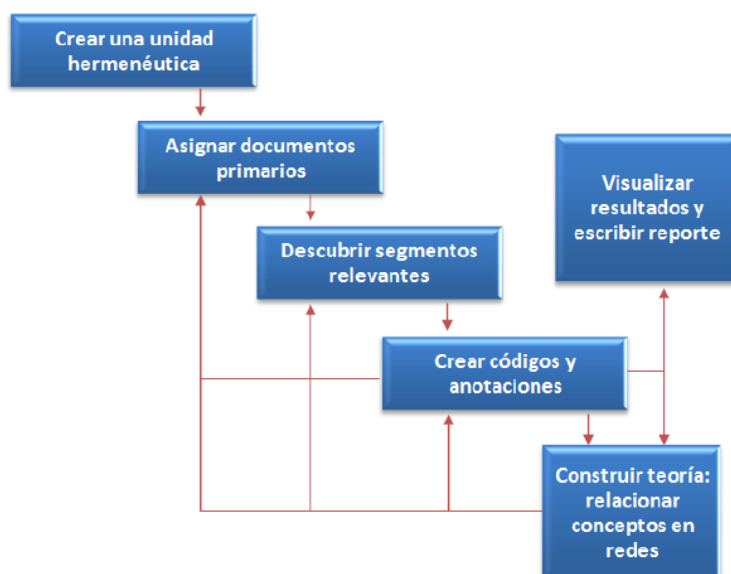 Crear una unidad
hermenéutica
Asignar documentos
primarios
Visualizar
resultados y
escribir reporte
Descubrir segmentos
relevantes
Crear códigos y
anotaciones
Construir teoría:
relacionar
conceptos en
redes